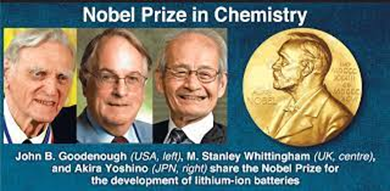 Nobel Prize in Chemistry
John B. Goodenough (USA, left), M. Stanley Whittingham (UK, centre),
and Akira Yoshino (JPN, right) share the Nobel Prize for
the development of lithium-ion batteries